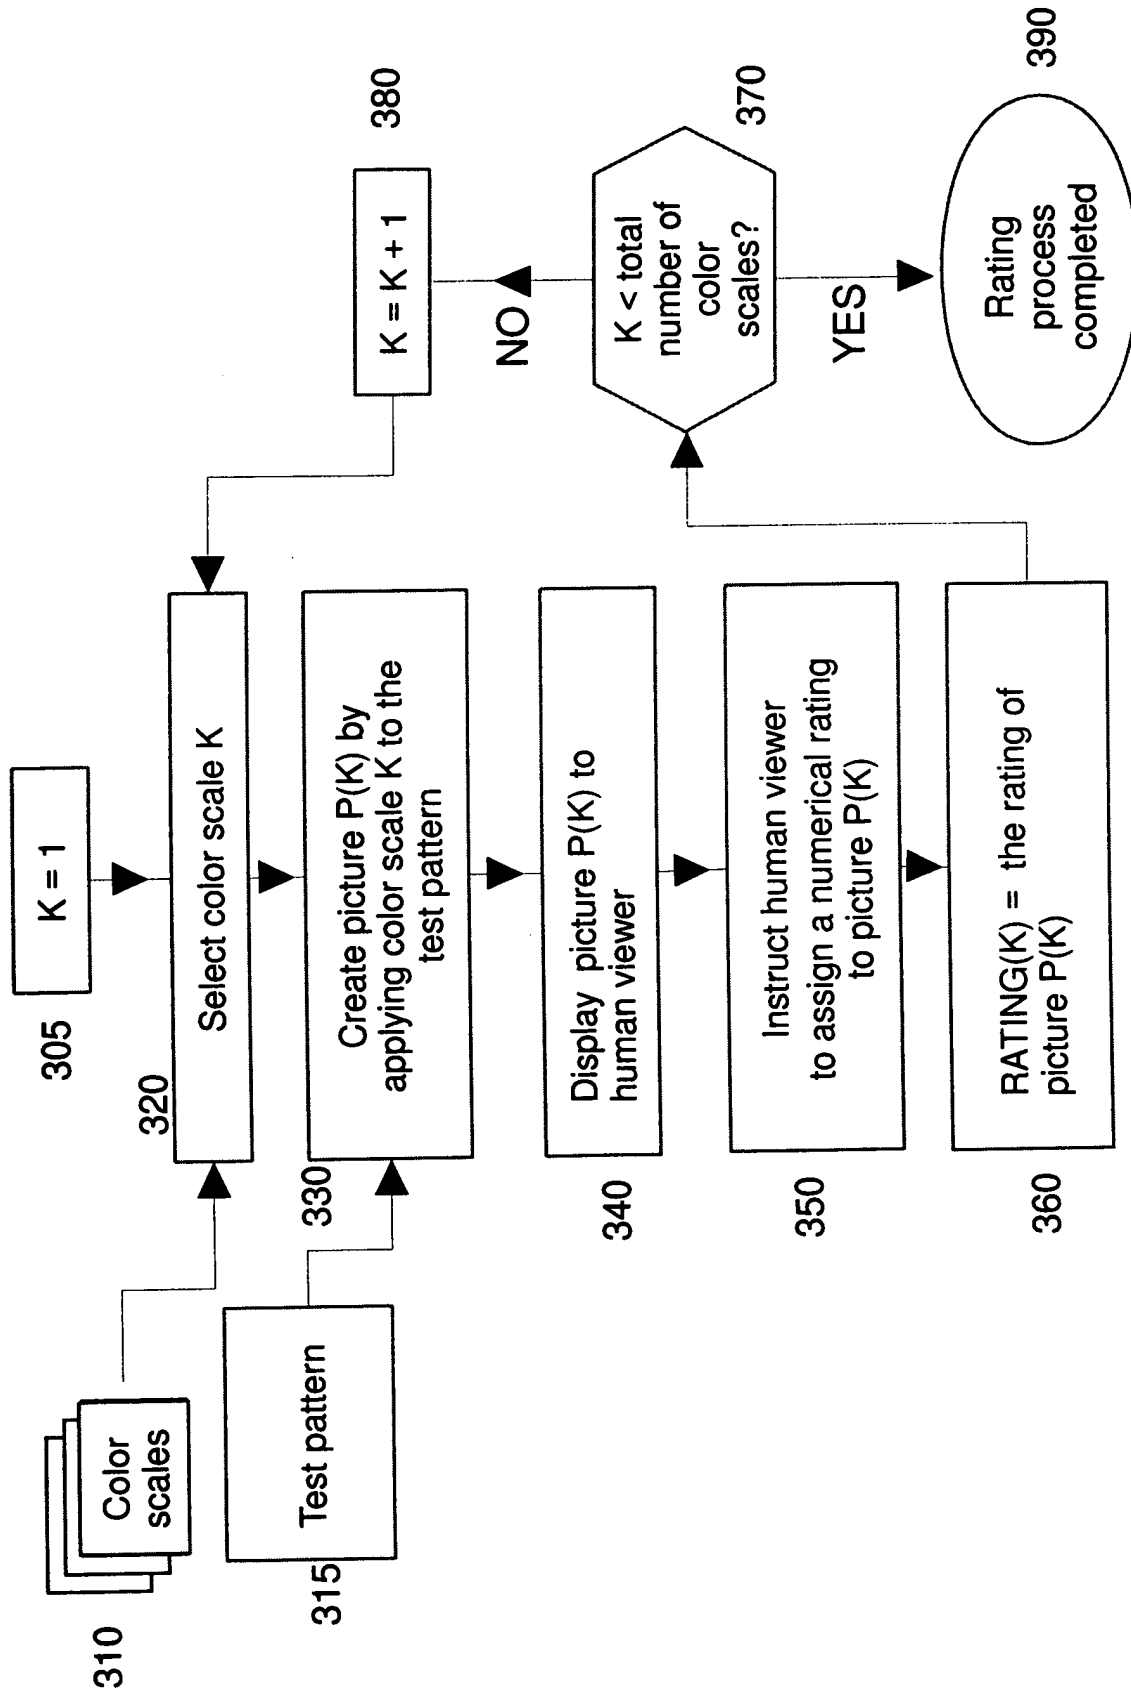 305
K = 1
310
Color
scales
320
Select color scale K
315
Test pattern
330
Create picture P(K) by
applying color scale K to the
test pattern
340
Display picture P(K) to
human viewer
350
Instruct human viewer
to assign a numerical rating
to picture P(K)
360
RATING(K) = the rating of
picture P(K)
380
K = K + 1
NO
370
K < total
number of
color
scales?
YES
390
Rating
process
completed